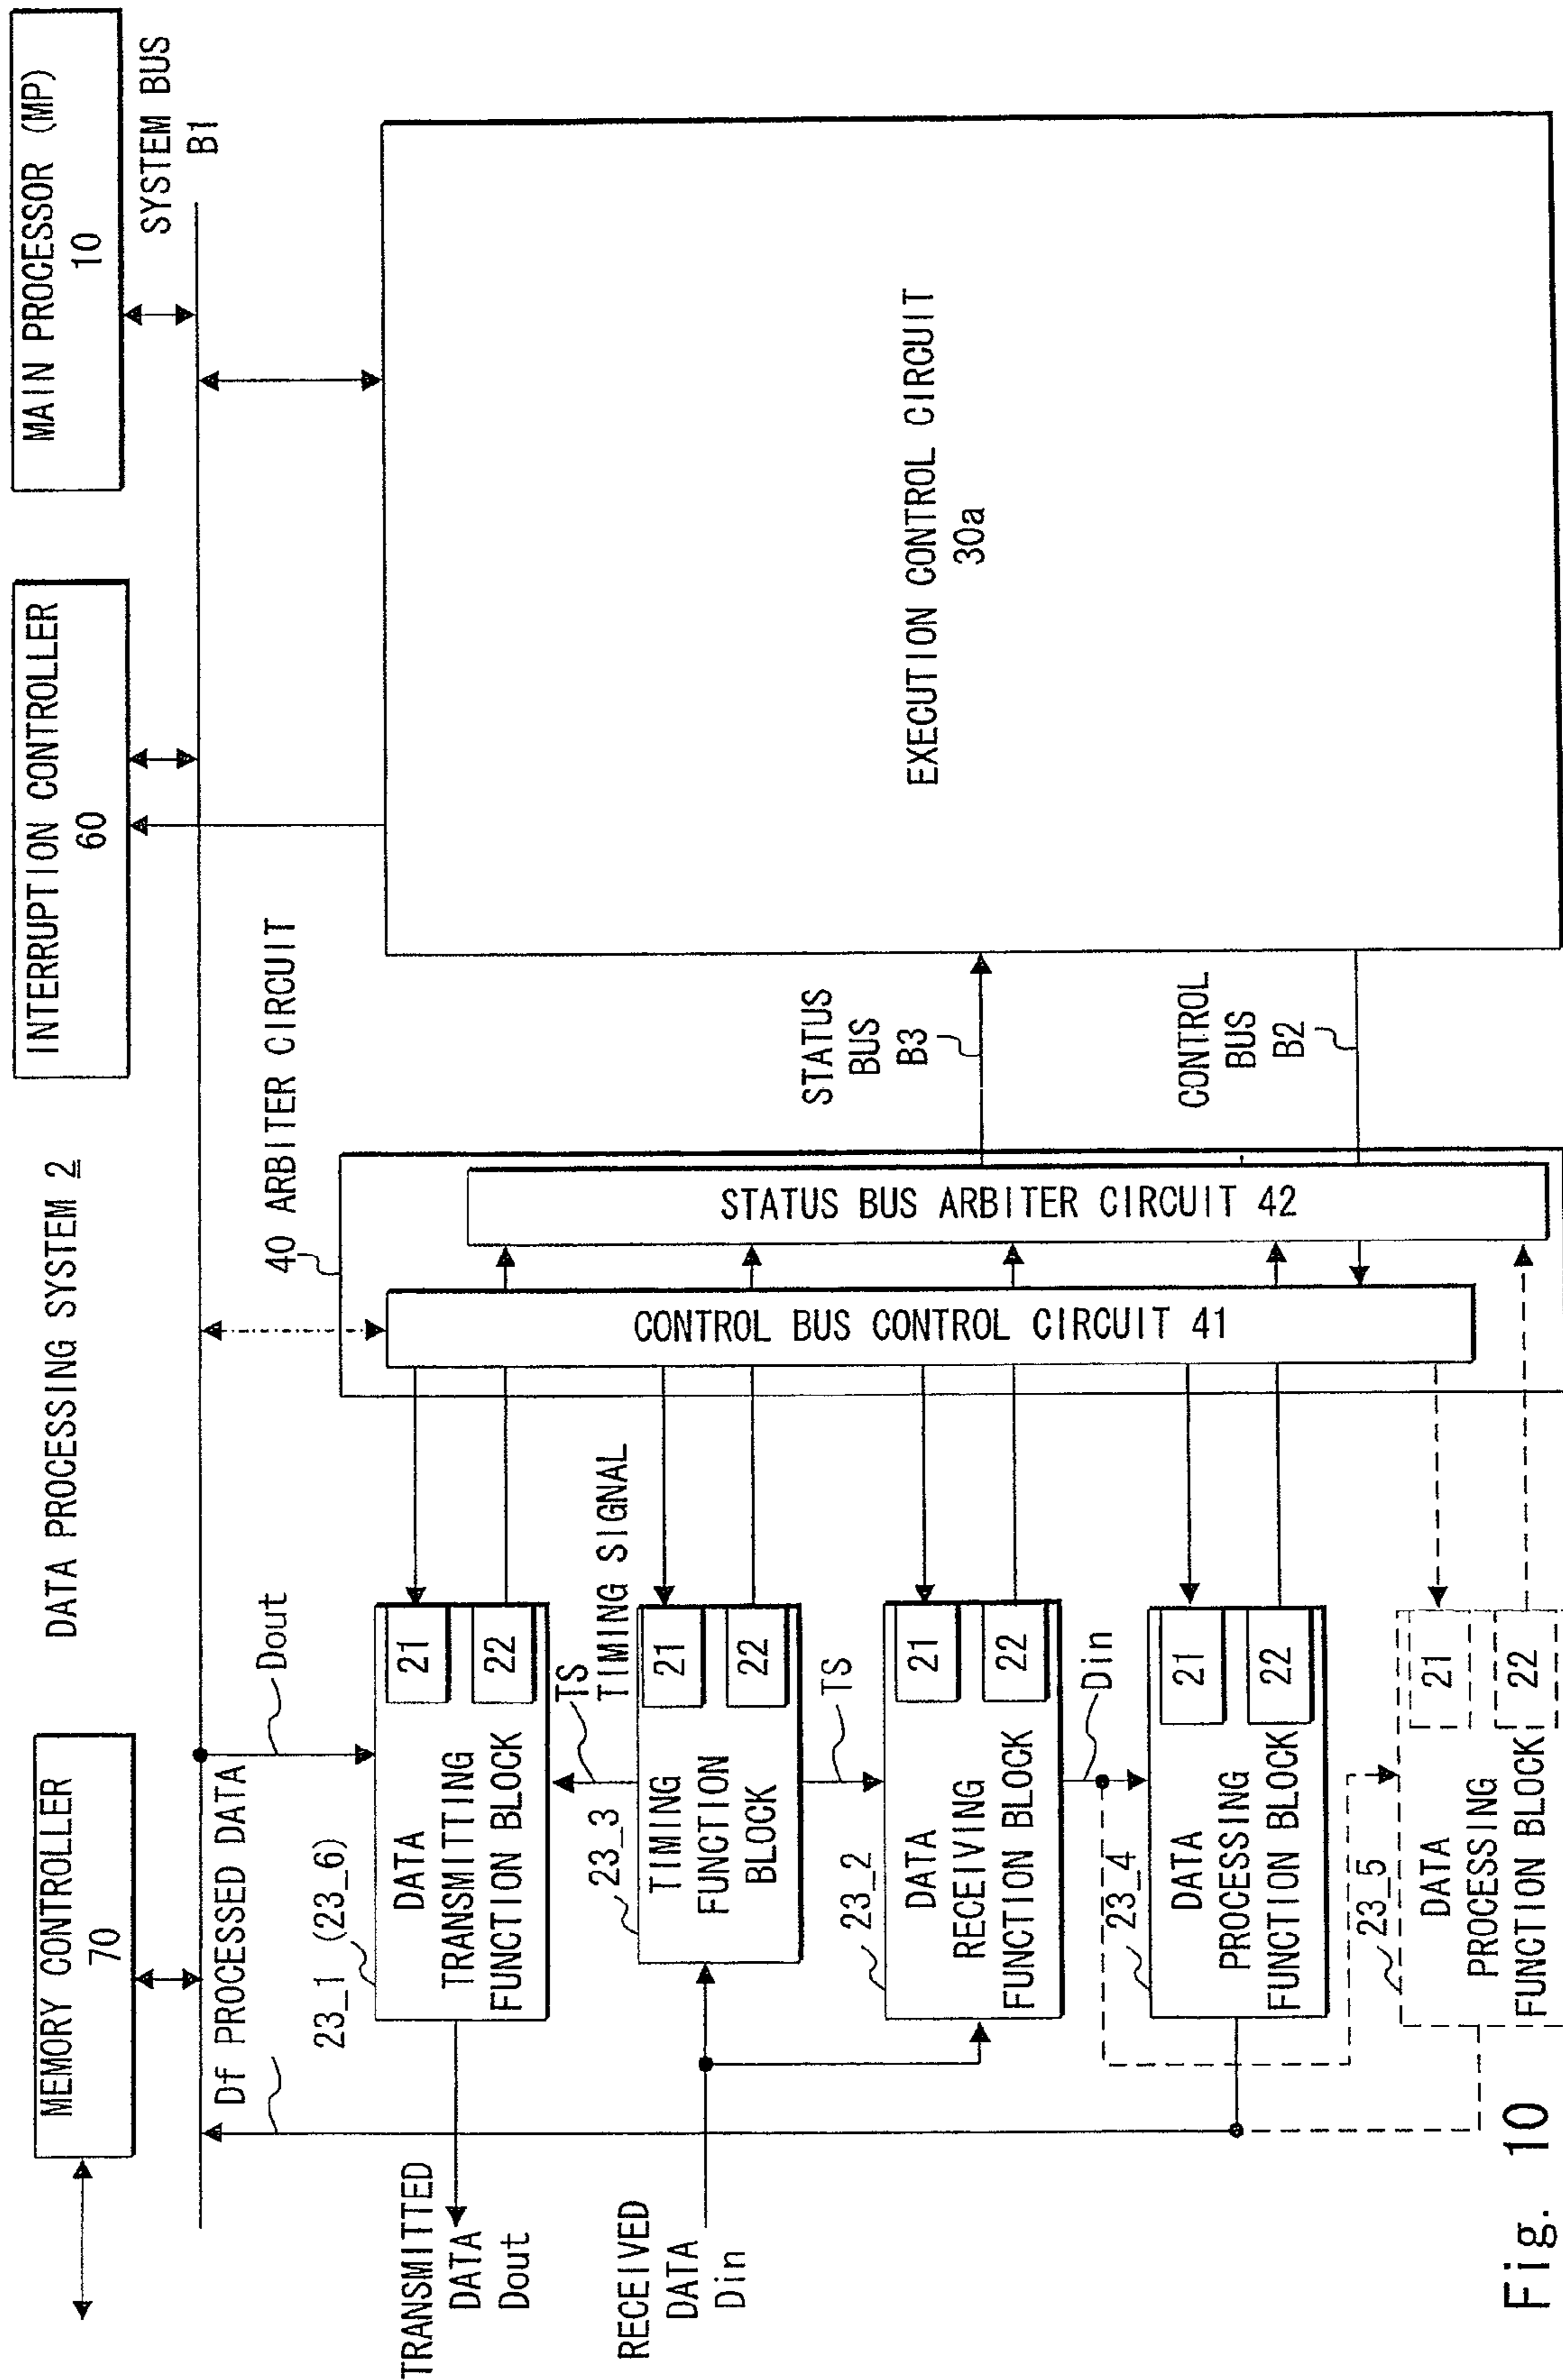 DATA PROCESSING SYSTEM 2
MEMORY CONTROLLER
70
INTERRUPTION CONTROLLER
60
MAIN PROCESSOR (MP)
10
SYSTEM BUS
B1
Df PROCESSED DATA
Dout
40 ARBITER CIRCUIT
23_1 (23_6)
DATA
TRANSMITTING
FUNCTION BLOCK
21
22
TRANSMITTED
DATA
Dout
TS
TIMING SIGNAL
23_3
TIMING
FUNCTION
BLOCK
21
22
RECEIVED
DATA
Din
TS
23_2
DATA
RECEIVING
FUNCTION BLOCK
21
22
Din
23_4
DATA
PROCESSING
FUNCTION BLOCK
21
22
23_5
DATA
PROCESSING
FUNCTION BLOCK
21
22
CONTROL BUS CONTROL CIRCUIT 41
STATUS BUS ARBITER CIRCUIT 42
STATUS
BUS
B3
CONTROL
BUS
B2
EXECUTION CONTROL CIRCUIT
30a
Fig. 10